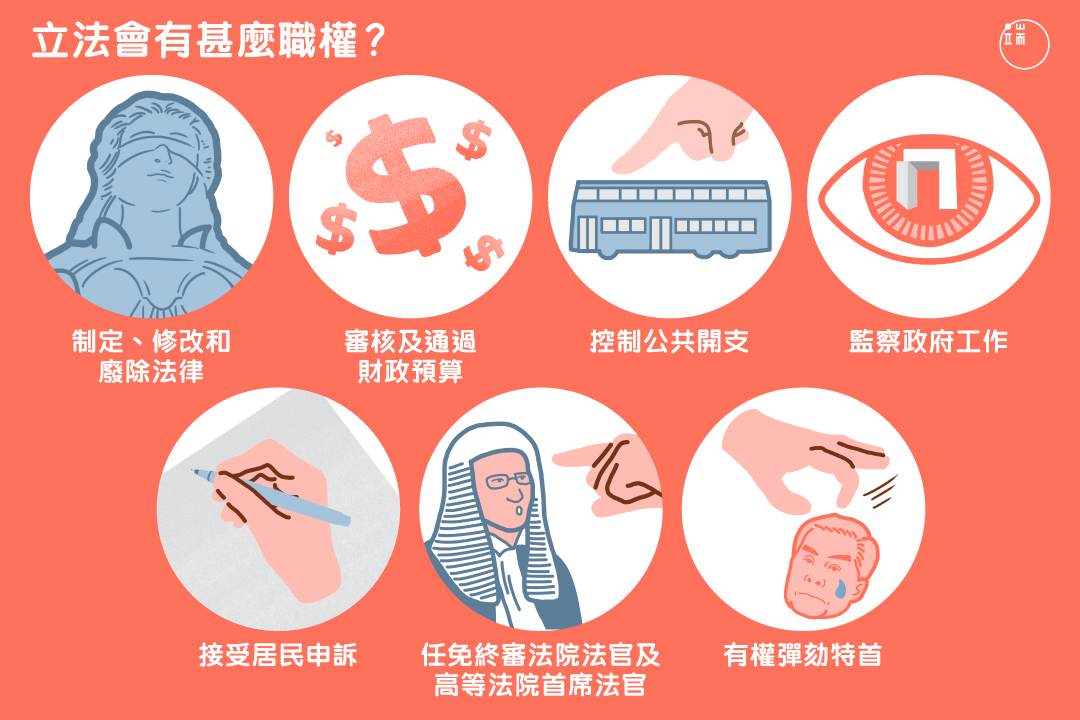 立法會有甚麼職權？
制定、修改和
廢除法律
審核及通過
財政預算
控制公共開支
監察政府工作
接受居民申訴
任免終審法院法官及
高等法院首席法官
有權彈劾特首